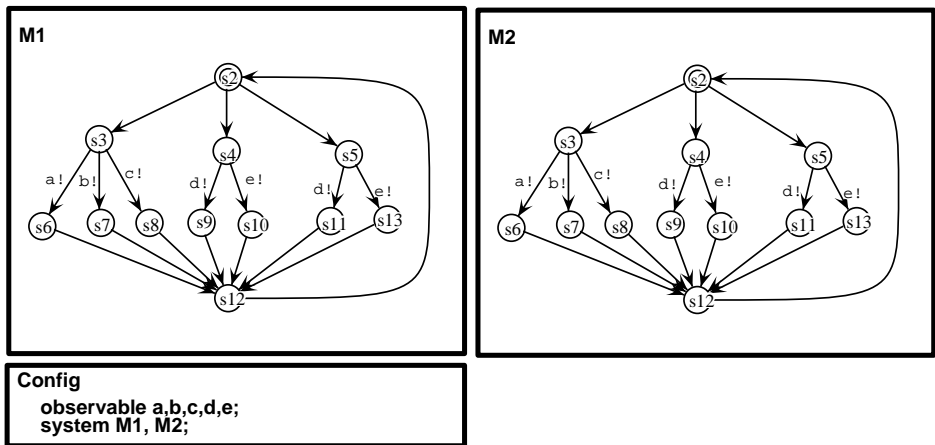 M1
s2
s3
s4
s5
a!
b!
c!
d!
e!
d!
e!
s6
s7
s8
s9
s10
s11
s13
s12
M2
s2
s3
s4
s5
a!
b!
c!
d!
e!
d!
e!
s6
s7
s8
s9
s10
s11
s13
s12
Config
observable a,b,c,d,e;
system M1, M2;